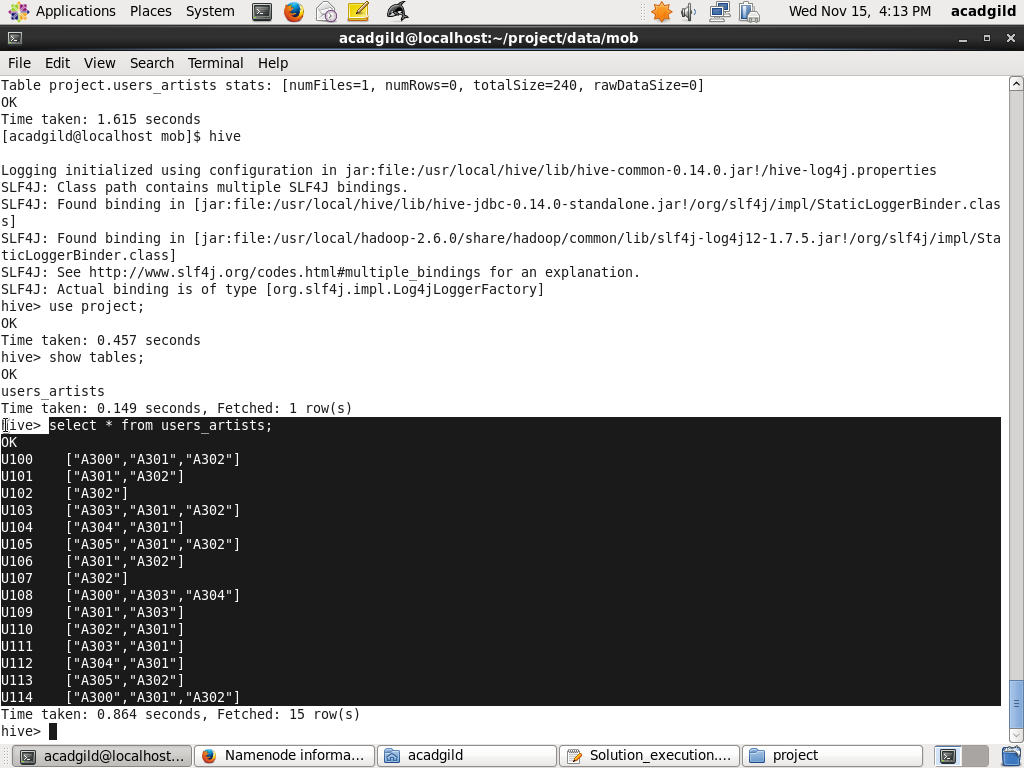 Applications Places System
Wed Nov 15, 4:13 PM acadgild
acadgild@localhost:~/project/data/mob
File Edit View Search Terminal Help
Table project.users_artists stats: [numFiles=1, numRows=0, totalSize=240, rawDataSize=0]
OK
Time taken: 1.615 seconds
[acadgild@localhost mob]$ hive
Logging initialized using configuration in jar:file:/usr/local/hive/lib/hive-common-0.14.0.jar!/hive-log4j.properties
SLF4J: Class path contains multiple SLF4J bindings.
SLF4J: Found binding in [jar:file:/usr/local/hive/lib/hive-jdbc-0.14.0-standalone.jar!/org/slf4j/impl/StaticLoggerBinder.clas
s]
SLF4J: Found binding in [jar:file:/usr/local/hadoop-2.6.0/share/hadoop/common/lib/slf4j-log4j12-1.7.5.jar!/org/slf4j/impl/Sta
ticLoggerBinder.class]
SLF4J: See http://www.slf4j.org/codes.html#multiple_bindings for an explanation.
SLF4J: Actual binding is of type [org.slf4j.impl.Log4jLoggerFactory]
hive> use project;
OK
Time taken: 0.457 seconds
hive> show tables;
OK
users_artists
Time taken: 0.149 seconds, Fetched: 1 row(s)
hive> select * from users_artists;
OK
U100 ["A300","A301","A302"]
U101 ["A301","A302"]
U102 ["A302"]
U103 ["A303","A301","A302"]
U104 ["A304","A301"]
U105 ["A305","A301","A302"]
U106 ["A301","A302"]
U107 ["A302"]
U108 ["A300","A303","A304"]
U109 ["A301","A303"]
U110 ["A302","A301"]
U111 ["A303","A301"]
U112 ["A304","A301"]
U113 ["A305","A302"]
U114 ["A300","A301","A302"]
Time taken: 0.864 seconds, Fetched: 15 row(s)
hive>
acadgild@localhost... Namenode informa... acadgild Solution_execution.... project